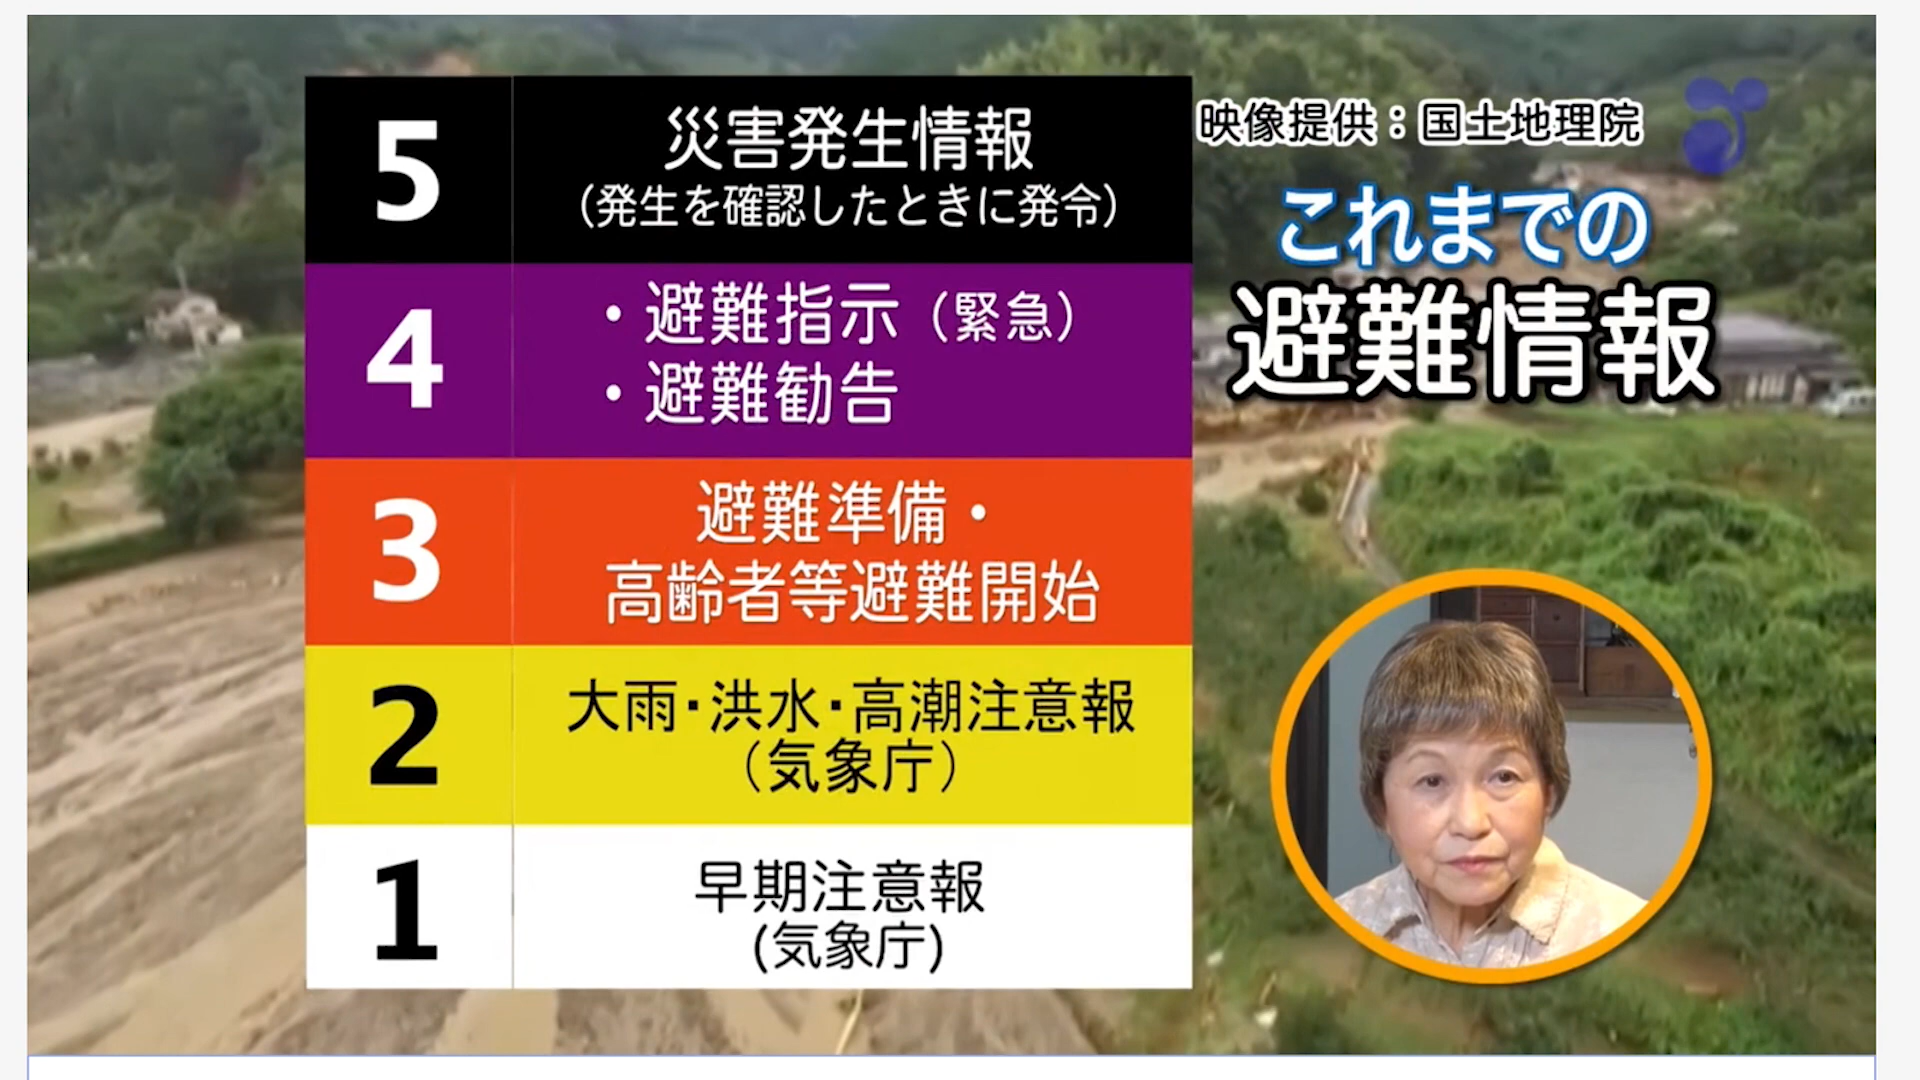 5
災害発生情報
（発生を確認したときに発令）
4
・避難指示（緊急）
・避難勧告
3
避難準備・
高齢者等避難開始
2
大雨・洪水・高潮注意報
（気象庁）
1
早期注意報
(気象庁)
映像提供：国土地理院
これまでの
避難情報